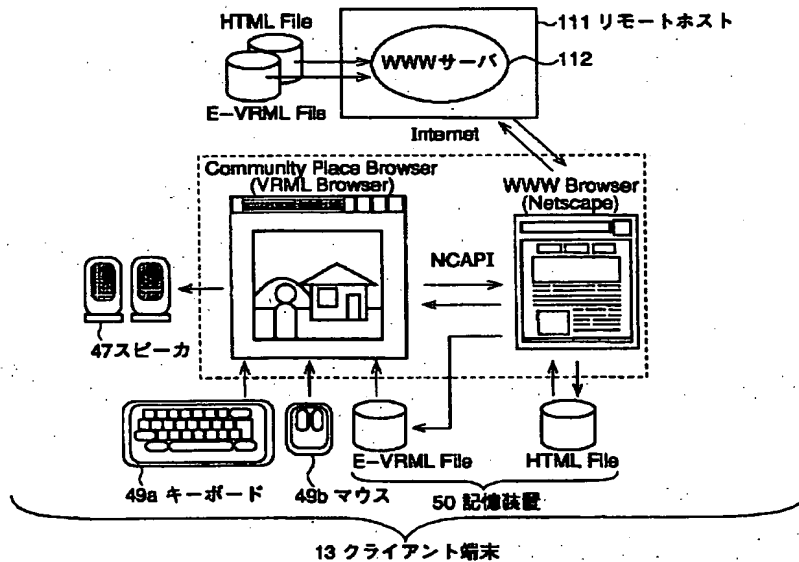 HTML File
111 リモートホスト
WWWサーバ
112
E-VRML File
Internet
Community Place Browser
(VRML Browser)
WWW Browser
(Netscape)
NCAPI
47スピーカ
E-VRML File
HTML File
49a キーボード
49b マウス
50 記憶装置
13 クライアント端末